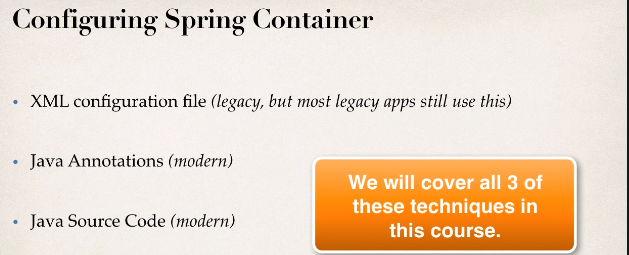 Configuring Spring Container
• XML configuration file (legacy, but most legacy apps still use this)
• Java Annotations (modern)
• Java Source Code (modern)
We will cover all 3 of
these techniques in
this course.